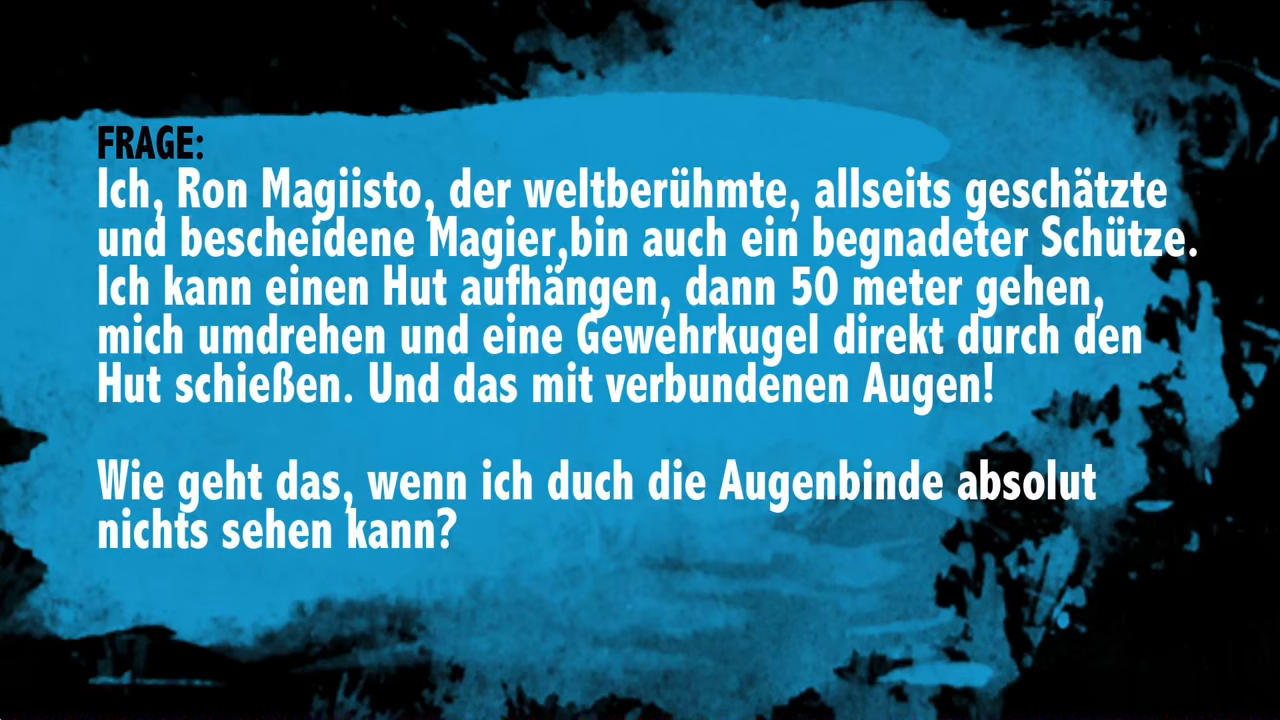 FRAGE:
Ich, Ron Magiisto, der weltberühmte, allseits geschätzte
und bescheidene Magier,bin auch ein begnadeter Schütze.
Ich kann einen Hut aufhängen, dann 50 meter gehen,
mich umdrehen und eine Gewehrkugel direkt durch den
Hut schießen. Und das mit verbundenen Augen!
Wie geht das, wenn ich duch die Augenbinde absolut
nichts sehen kann?